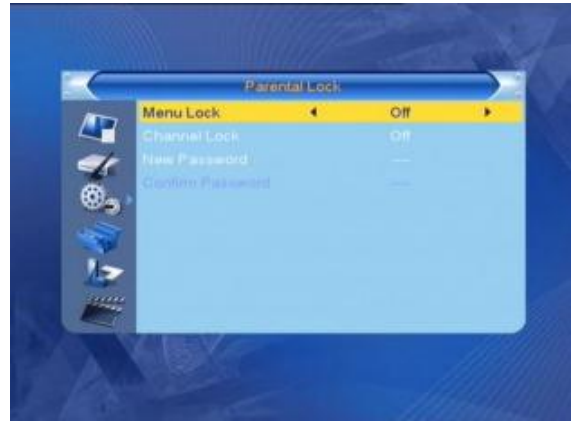 Parental Lock
Menu Lock Off
Channel Lock Off
New Password ---
Confirm Password ---